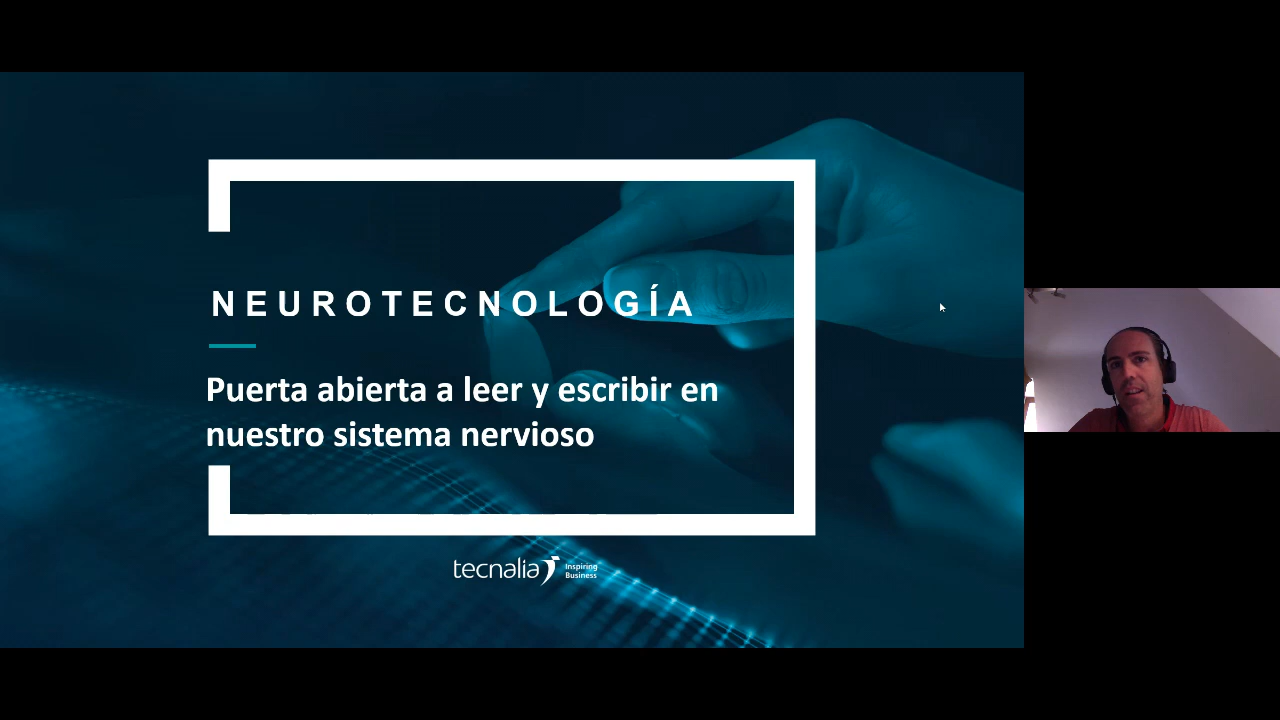 NEUROTECNOLOGÍA
Puerta abierta a leer y escribir en
nuestro sistema nervioso
tecnalia
Inspiring
Business